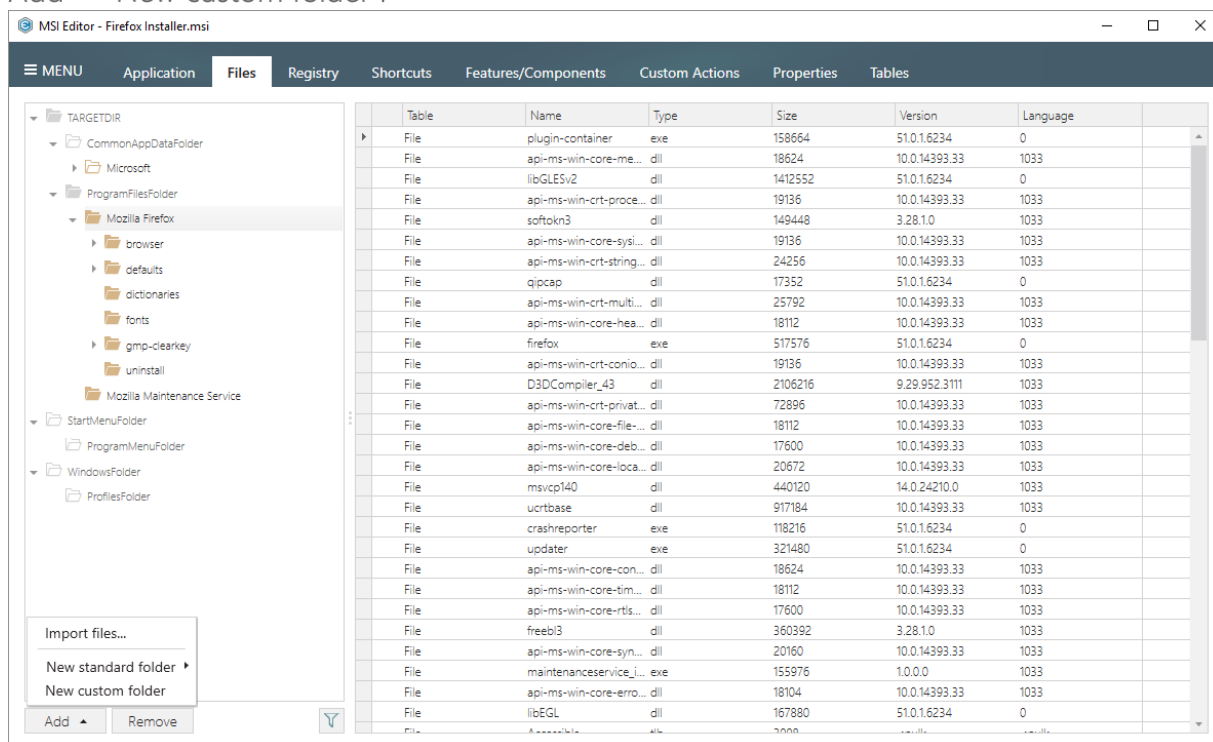 MSI Editor - Firefox Installer.msi
MENU Application Files Registry Shortcuts Features/Components Custom Actions Properties Tables
TARGETDIR
CommonAppDataFolder
Microsoft
ProgramFilesFolder
Mozilla Firefox
browser
defaults
dictionaries
fonts
gmp-clearkey
uninstall
Mozilla Maintenance Service
StartMenuFolder
ProgramMenuFolder
WindowsFolder
ProfilesFolder
Import files...
New standard folder
New custom folder
Add Remove
Table Name Type Size Version Language
File plugin-container exe 158664 51.0.1.6234 0
File api-ms-win-core-me... dll 18624 10.0.14393.33 1033
File libGLESv2 dll 1412552 51.0.1.6234 0
File api-ms-win-crt-proce... dll 19136 10.0.14393.33 1033
File softokn3 dll 149448 3.28.1.0 1033
File api-ms-win-core-sysi... dll 19136 10.0.14393.33 1033
File api-ms-win-crt-string... dll 24256 10.0.14393.33 1033
File qipcap dll 17352 51.0.1.6234 0
File api-ms-win-crt-multi... dll 25792 10.0.14393.33 1033
File api-ms-win-core-hea... dll 18112 10.0.14393.33 1033
File firefox exe 517576 51.0.1.6234 0
File api-ms-win-crt-conio... dll 19136 10.0.14393.33 1033
File D3DCompiler_43 dll 2106216 9.29.952.3111 1033
File api-ms-win-crt-privat... dll 72896 10.0.14393.33 1033
File api-ms-win-core-file-... dll 18112 10.0.14393.33 1033
File api-ms-win-core-deb... dll 17600 10.0.14393.33 1033
File api-ms-win-core-loca... dll 20672 10.0.14393.33 1033
File msvcp140 dll 440120 14.0.24210.0 1033
File ucrtbase dll 917184 10.0.14393.33 1033
File crashreporter exe 118216 51.0.1.6234 0
File updater exe 321480 51.0.1.6234 0
File api-ms-win-core-con... dll 18624 10.0.14393.33 1033
File api-ms-win-core-tim... dll 18112 10.0.14393.33 1033
File api-ms-win-core-rtls... dll 17600 10.0.14393.33 1033
File freebl3 dll 360392 3.28.1.0 1033
File api-ms-win-core-syn... dll 20160 10.0.14393.33 1033
File maintenanceservice_i... exe 155976 1.0.0.0 1033
File api-ms-win-core-erro... dll 18104 10.0.14393.33 1033
File libEGL dll 167880 51.0.1.6234 0